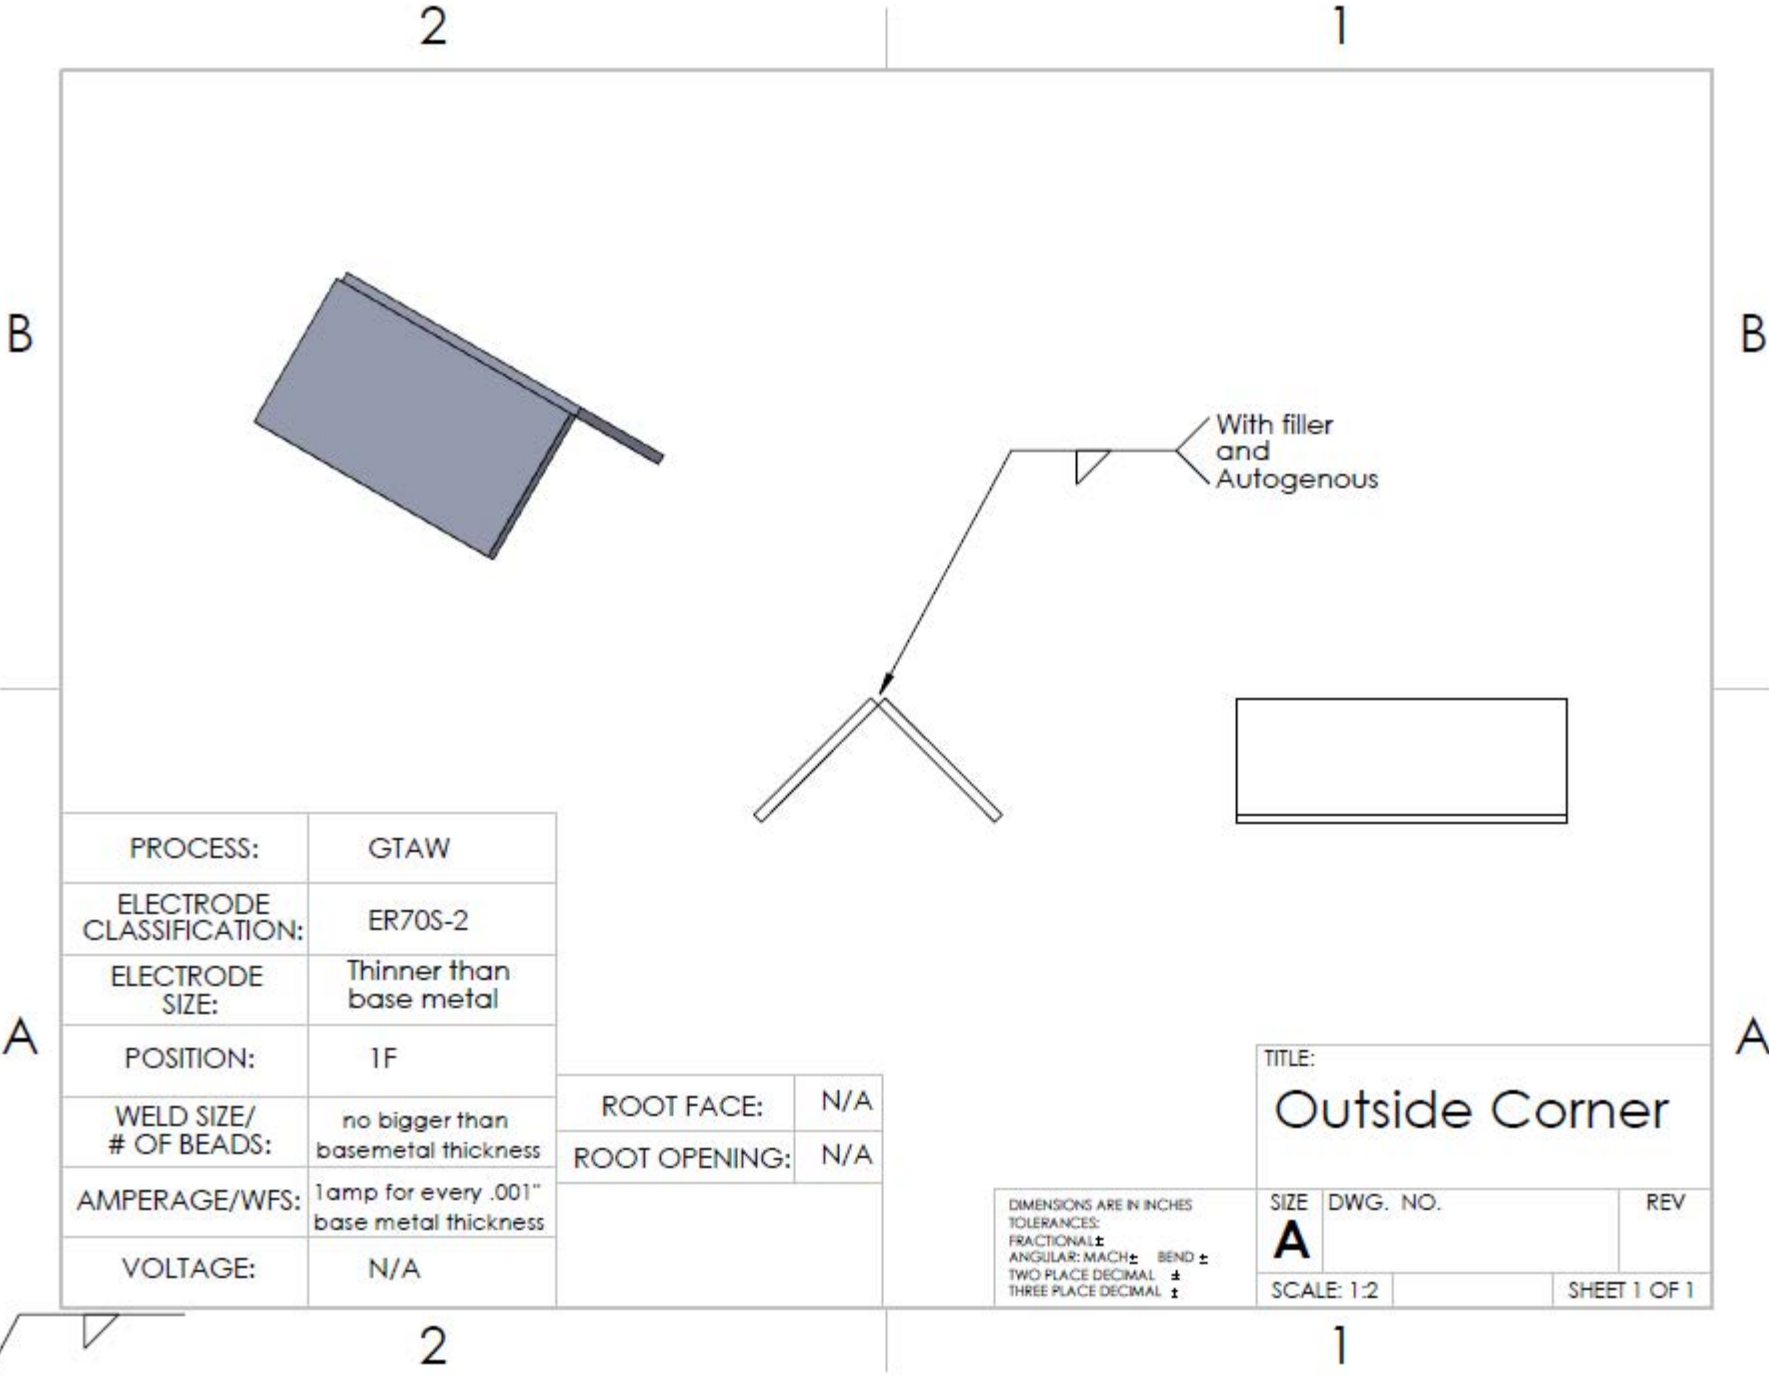 2
1
B
B
With filler
and
Autogenous
PROCESS:
GTAW
ELECTRODE
CLASSIFICATION:
ER70S-2
ELECTRODE
SIZE:
Thinner than
base metal
A
A
POSITION:
1F
WELD SIZE/
# OF BEADS:
no bigger than
basemetal thickness
AMPERAGE/WFS:
1amp for every .001"
base metal thickness
VOLTAGE:
N/A
ROOT FACE:
N/A
ROOT OPENING:
N/A
DIMENSIONS ARE IN INCHES
TOLERANCES:
FRACTIONAL±
ANGULAR: MACH± BEND ±
TWO PLACE DECIMAL ±
THREE PLACE DECIMAL ±
TITLE:
Outside Corner
SIZE
A
DWG. NO.
REV
SCALE: 1:2
SHEET 1 OF 1
2
1